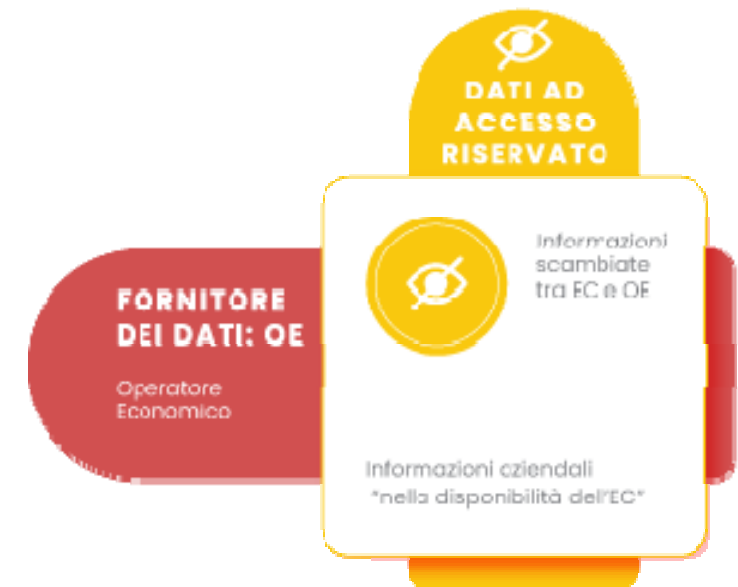 DATI AD
ACCESSO
RISERVATO
Informazioni
scambiate
tra EC e OE
FORNITORE
DEI DATI: OE
Operatore
Economico
Informazioni aziendali
“nella disponibilità dell’EC”